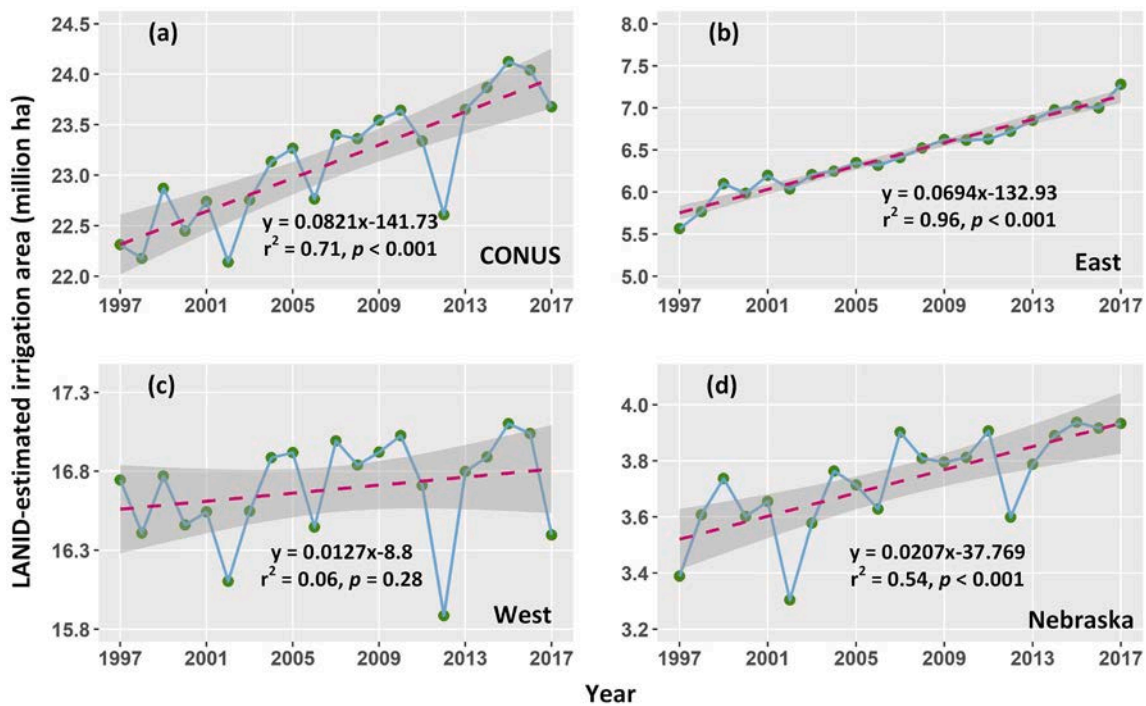 LANID-estimated irrigation area (million ha)
(a)
24.5
24.0
23.5
23.0
22.5
22.0
y = 0.0821x-141.73
r² = 0.71, p < 0.001
CONUS
1997 2001 2005 2009 2013 2017
(b)
8.0
7.5
7.0
6.5
6.0
5.5
5.0
y = 0.0694x-132.93
r² = 0.96, p < 0.001
East
1997 2001 2005 2009 2013 2017
(c)
17.3
16.8
16.3
15.8
y = 0.0127x-8.8
r² = 0.06, p = 0.28
West
1997 2001 2005 2009 2013 2017
(d)
4.0
3.8
3.6
3.4
3.2
y = 0.0207x-37.769
r² = 0.54, p < 0.001
Nebraska
1997 2001 2005 2009 2013 2017
Year